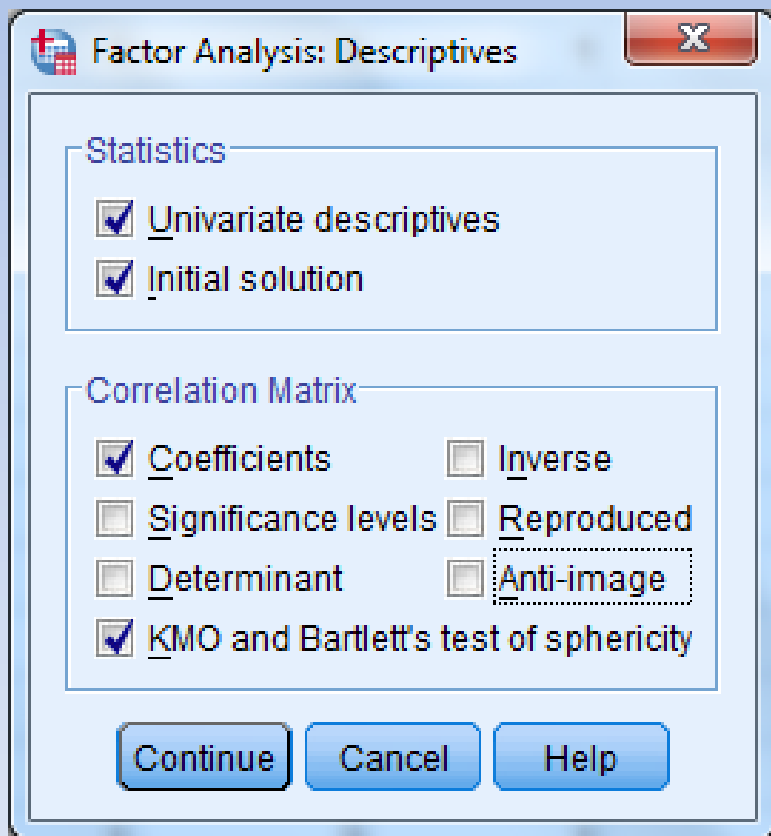 Factor Analysis: Descriptives
Statistics
Univariate descriptives
Initial solution
Correlation Matrix
Coefficients Inverse
Significance levels Reproduced
Determinant Anti-image
KMO and Bartlett's test of sphericity
Continue Cancel Help